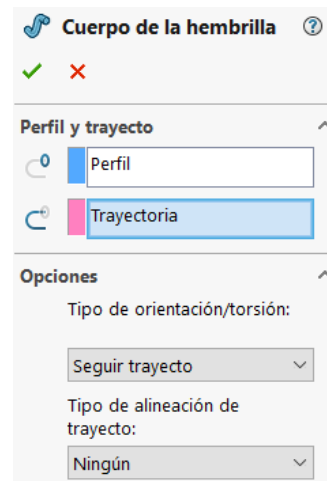 Cuerpo de la hembrilla
Perfil y trayecto
Perfil
Trayectoria
Opciones
Tipo de orientación/torsión:
Seguir trayecto
Tipo de alineación de
trayecto:
Ningún